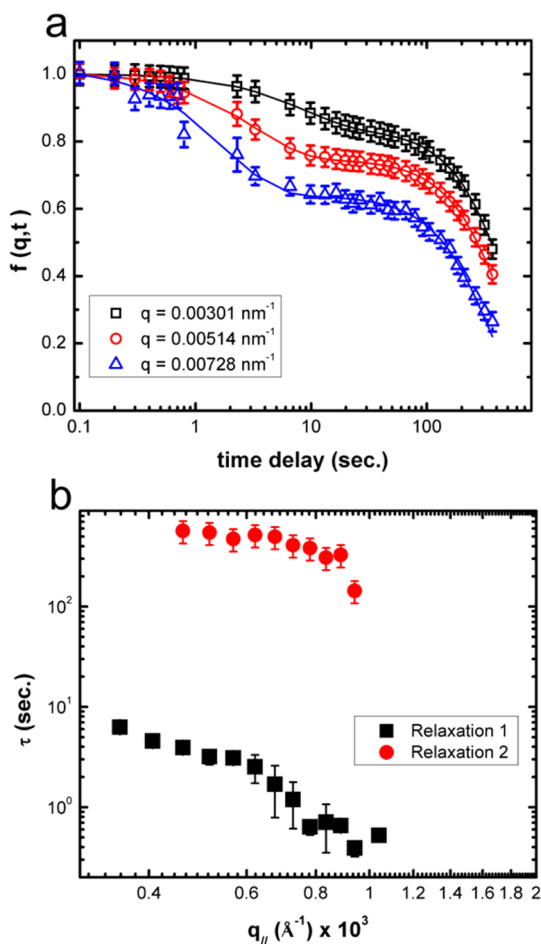 a
1.0
0.8
0.6
0.4
0.2
0.0
f (q,t)
q = 0.00301 nm⁻¹
q = 0.00514 nm⁻¹
q = 0.00728 nm⁻¹
0.1 1 10 100
time delay (sec.)
b
10²
10¹
10⁰
τ (sec.)
Relaxation 1
Relaxation 2
0.4 0.6 0.8 1 1.2 1.4 1.6 1.8 2
q// (Å⁻¹) x 10³